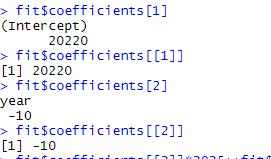 > fit$coefficients[1]
(Intercept)
20220
> fit$coefficients[[1]]
[1] 20220
> fit$coefficients[2]
year
-10
> fit$coefficients[[2]]
[1] -10